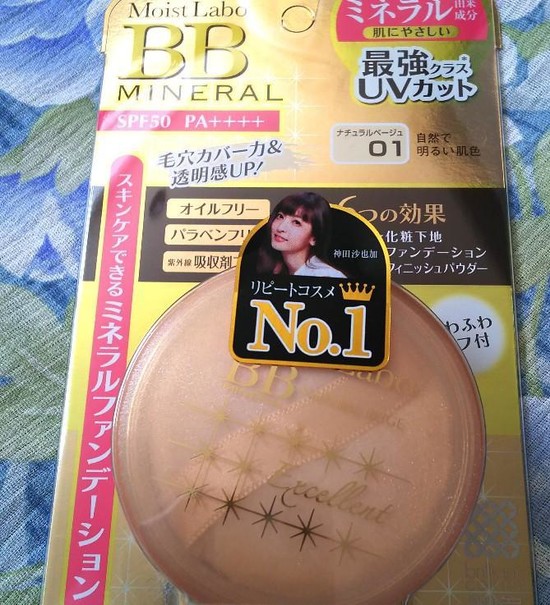 Moist Labo
BB
MINERAL
SPF50 PA++++
ミネラル
由来
成分
肌にやさしい
最強クラス
UVカット
ナチュラルベージュ
01
自然で
明るい肌色
毛穴カバー力&
透明感UP!
オイルフリー
パラベンフリ
紫外線吸収剤フ
6つの効果
化粧下地
ファンデーション
フィニッシュパウダー
神田沙也加
リピートコスメ
No.1
わふわ
フ付
スキンケアできるミネラルファンデーション
BB
Labo
Excellent